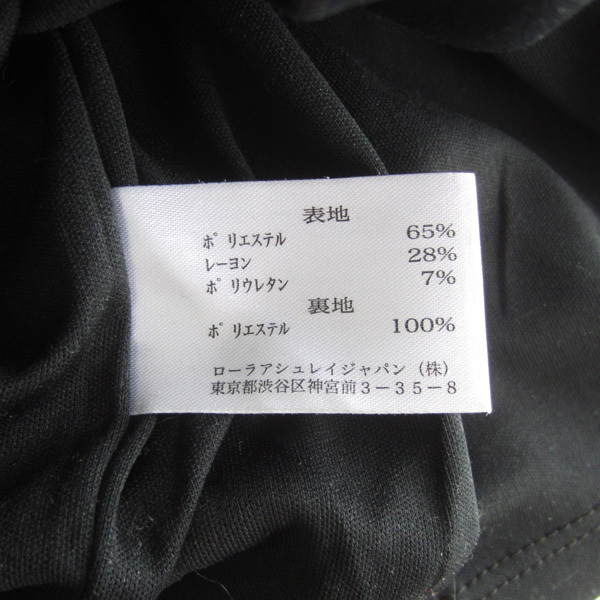 表地
ポリエステル 65%
レーヨン 28%
ポリウレタン 7%
裏地
ポリエステル 100%
ローラアシュレイジャパン（株）
東京都渋谷区神宮前３－３５－８